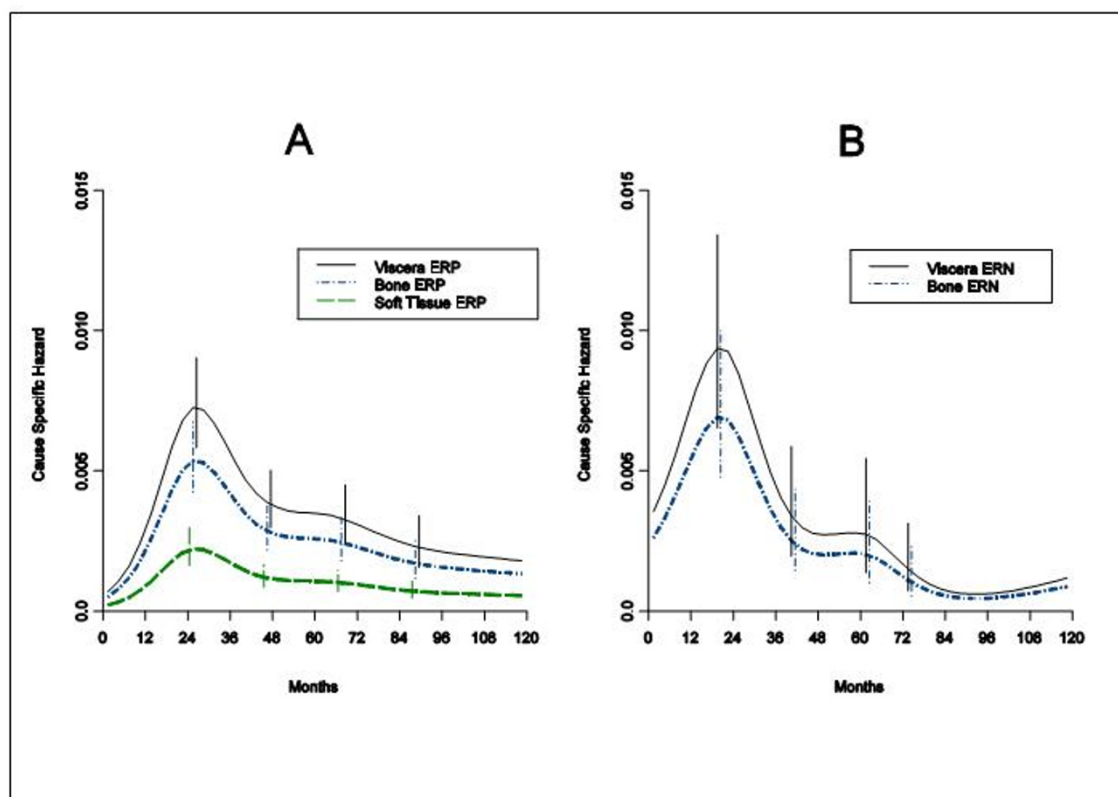 A
B
0.015
0.010
0.005
0.0
Cause Specific Hazard
Viscera ERP
Bone ERP
Soft Tissue ERP
0 12 24 36 48 60 72 84 96 108 120
Months
0.015
0.010
0.005
0.0
Cause Specific Hazard
Viscera ERN
Bone ERN
0 12 24 36 48 60 72 84 96 108 120
Months